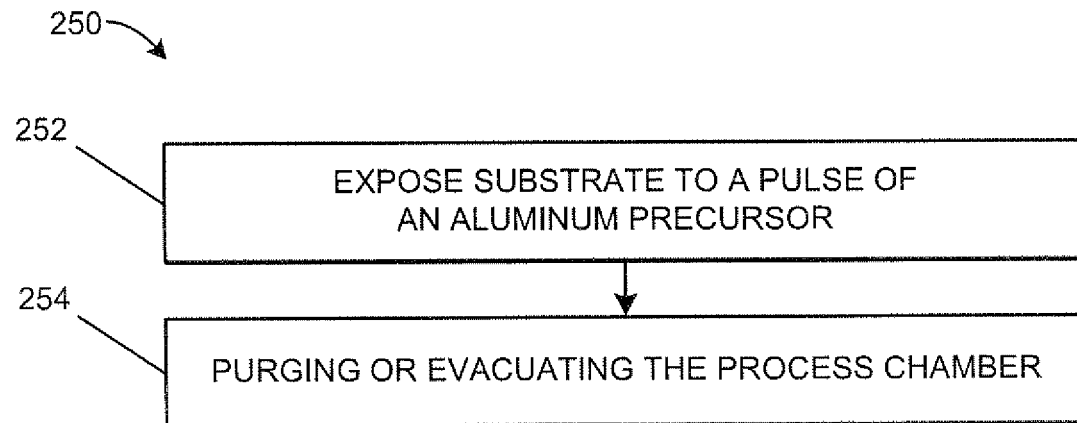 250
252
EXPOSE SUBSTRATE TO A PULSE OF
AN ALUMINUM PRECURSOR
254
PURGING OR EVACUATING THE PROCESS CHAMBER